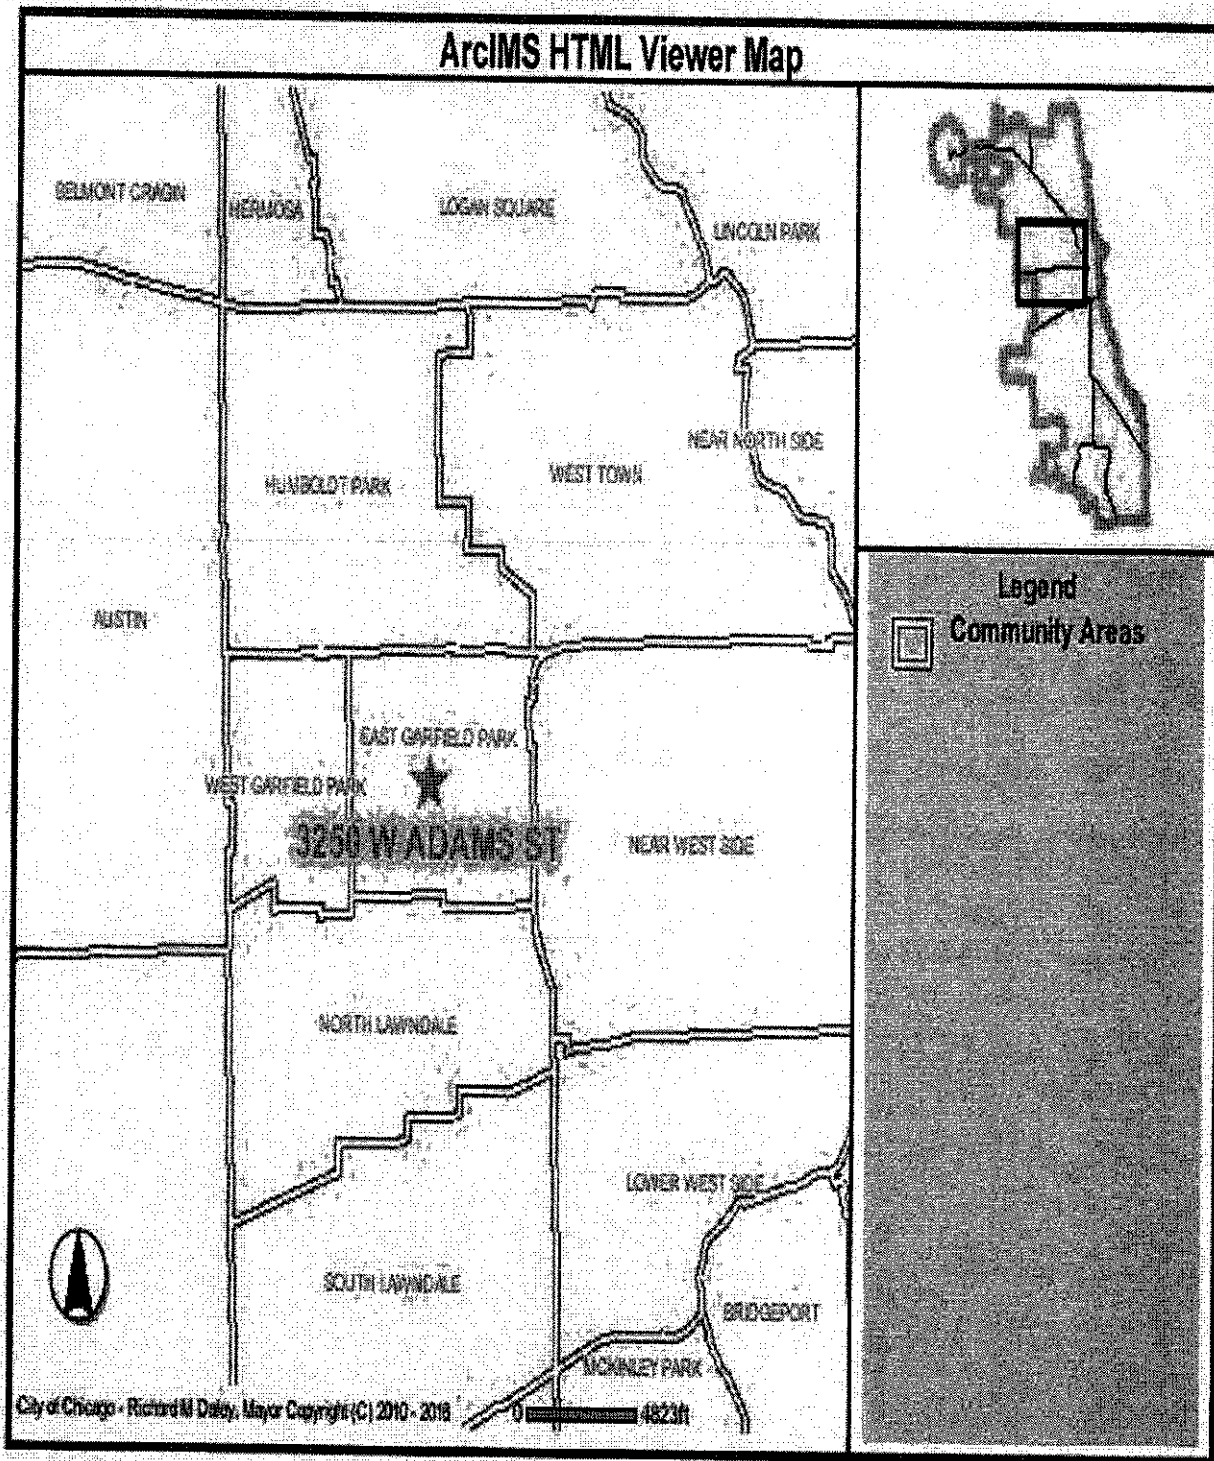 ArcIMS HTML Viewer Map
BELMONT CRAGIN
HERMOSA
LOGAN SQUARE
LINCOLN PARK
NEAR NORTH SIDE
WEST TOWN
HUMBOLDT PARK
AUSTIN
EAST GARFIELD PARK
WEST GARFIELD PARK
3250 W ADAMS ST
NEAR WEST SIDE
NORTH LAWNDALE
LOWER WEST SIDE
SOUTH LAWNDALE
BRIDGEPORT
MCKINLEY PARK
City of Chicago - Richard M Daley, Mayor Copyright (C) 2010 - 2018
0 4823ft
Legend
Community Areas